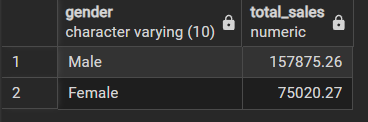 gender total_sales
character varying (10) numeric
1 Male 157875.26
2 Female 75020.27